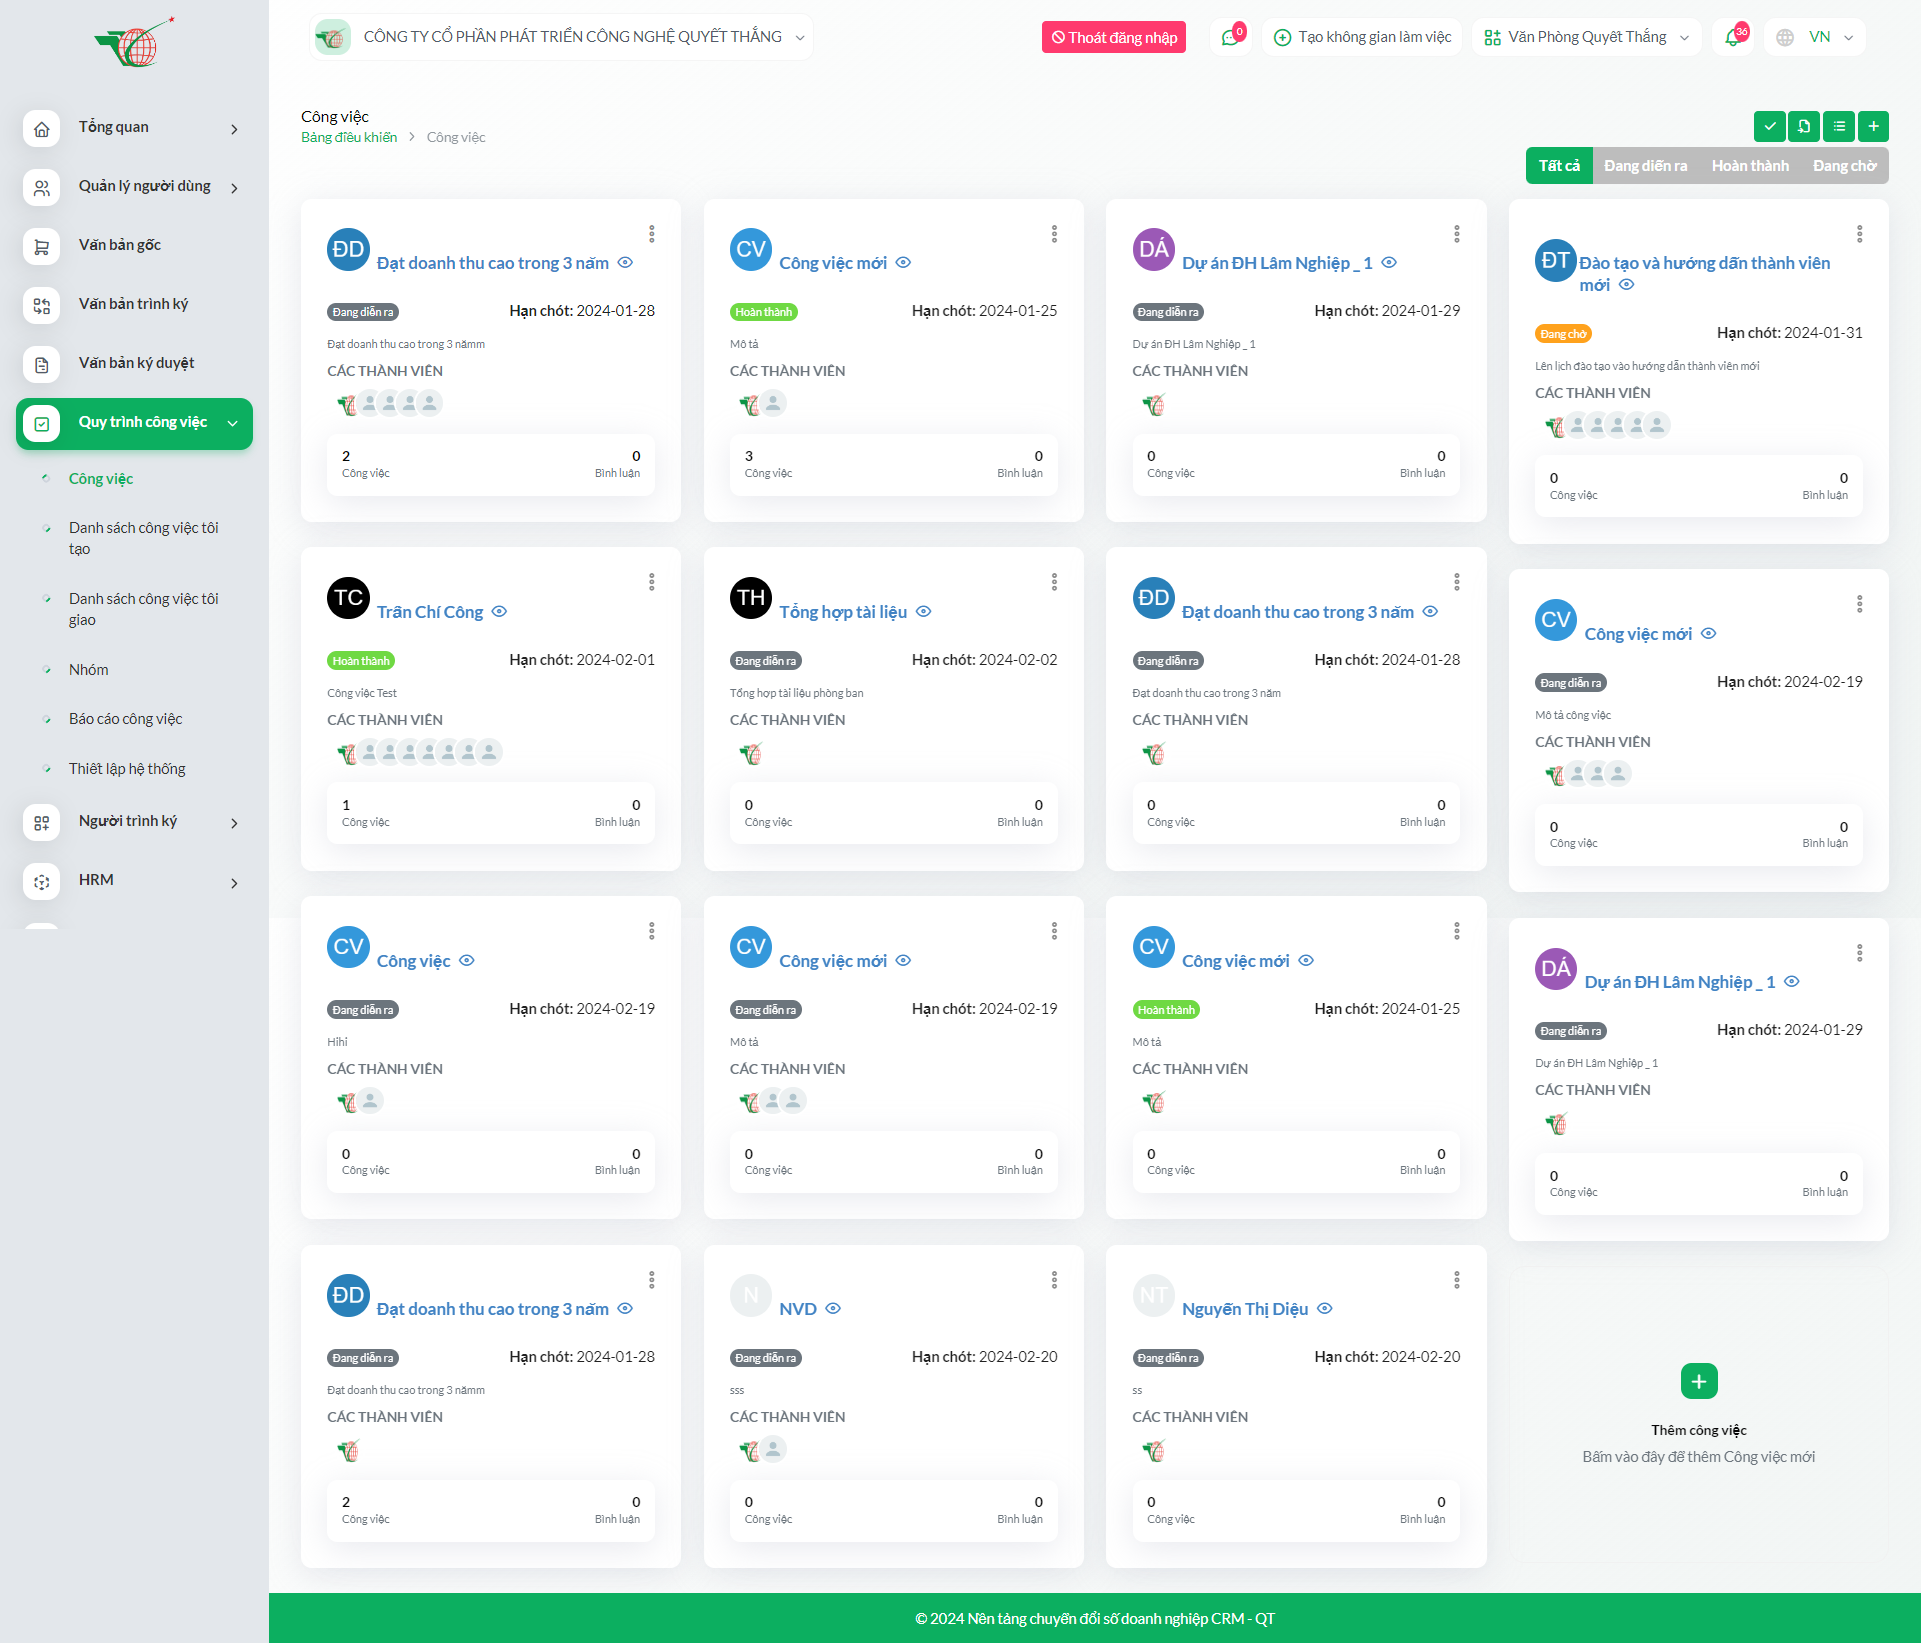 CÔNG TY CỔ PHẦN PHÁT TRIỂN CÔNG NGHỆ QUYẾT THẮNG
Thoát đăng nhập
0
Tạo không gian làm việc
Văn Phòng Quyết Thắng
36
VN
Tổng quan
Quản lý người dùng
Văn bản gốc
Văn bản trình ký
Văn bản ký duyệt
Quy trình công việc
Công việc
Danh sách công việc tôi
tạo
Danh sách công việc tôi
giao
Nhóm
Báo cáo công việc
Thiết lập hệ thống
Người trình ký
HRM
Công việc
Bảng điều khiển > Công việc
Tất cả Đang diễn ra Hoàn thành Đang chờ
ĐD Đạt doanh thu cao trong 3 năm
Đang diễn ra Hạn chót: 2024-01-28
Đạt doanh thu cao trong 3 nămm
CÁC THÀNH VIÊN
2 0
Công việc Bình luận
CV Công việc mới
Hoàn thành Hạn chót: 2024-01-25
Mô tả
CÁC THÀNH VIÊN
3 0
Công việc Bình luận
DÁ Dự án ĐH Lâm Nghiệp _ 1
Đang diễn ra Hạn chót: 2024-01-29
Dự án ĐH Lâm Nghiệp _ 1
CÁC THÀNH VIÊN
0 0
Công việc Bình luận
ĐT Đào tạo và hướng dẫn thành viên
mới
Đang chờ Hạn chót: 2024-01-31
Lên lịch đào tạo vào hướng dẫn thành viên mới
CÁC THÀNH VIÊN
0 0
Công việc Bình luận
TC Trần Chí Công
Hoàn thành Hạn chót: 2024-02-01
Công việc Test
CÁC THÀNH VIÊN
1 0
Công việc Bình luận
TH Tổng hợp tài liệu
Đang diễn ra Hạn chót: 2024-02-02
Tổng hợp tài liệu phòng ban
CÁC THÀNH VIÊN
0 0
Công việc Bình luận
ĐD Đạt doanh thu cao trong 3 năm
Đang diễn ra Hạn chót: 2024-01-28
Đạt doanh thu cao trong 3 năm
CÁC THÀNH VIÊN
0 0
Công việc Bình luận
CV Công việc mới
Đang diễn ra Hạn chót: 2024-02-19
Mô tả công việc
CÁC THÀNH VIÊN
0 0
Công việc Bình luận
CV Công việc
Đang diễn ra Hạn chót: 2024-02-19
Hihi
CÁC THÀNH VIÊN
0 0
Công việc Bình luận
CV Công việc mới
Đang diễn ra Hạn chót: 2024-02-19
Mô tả
CÁC THÀNH VIÊN
0 0
Công việc Bình luận
CV Công việc mới
Hoàn thành Hạn chót: 2024-01-25
Mô tả
CÁC THÀNH VIÊN
0 0
Công việc Bình luận
DÁ Dự án ĐH Lâm Nghiệp _ 1
Đang diễn ra Hạn chót: 2024-01-29
Dự án ĐH Lâm Nghiệp _ 1
CÁC THÀNH VIÊN
0 0
Công việc Bình luận
ĐD Đạt doanh thu cao trong 3 năm
Đang diễn ra Hạn chót: 2024-01-28
Đạt doanh thu cao trong 3 nămm
CÁC THÀNH VIÊN
2 0
Công việc Bình luận
N NVD
Đang diễn ra Hạn chót: 2024-02-20
sss
CÁC THÀNH VIÊN
0 0
Công việc Bình luận
NT Nguyễn Thị Diệu
Đang diễn ra Hạn chót: 2024-02-20
ss
CÁC THÀNH VIÊN
0 0
Công việc Bình luận
Thêm công việc
Bấm vào đây để thêm Công việc mới
© 2024 Nền tảng chuyển đổi số doanh nghiệp CRM - QT